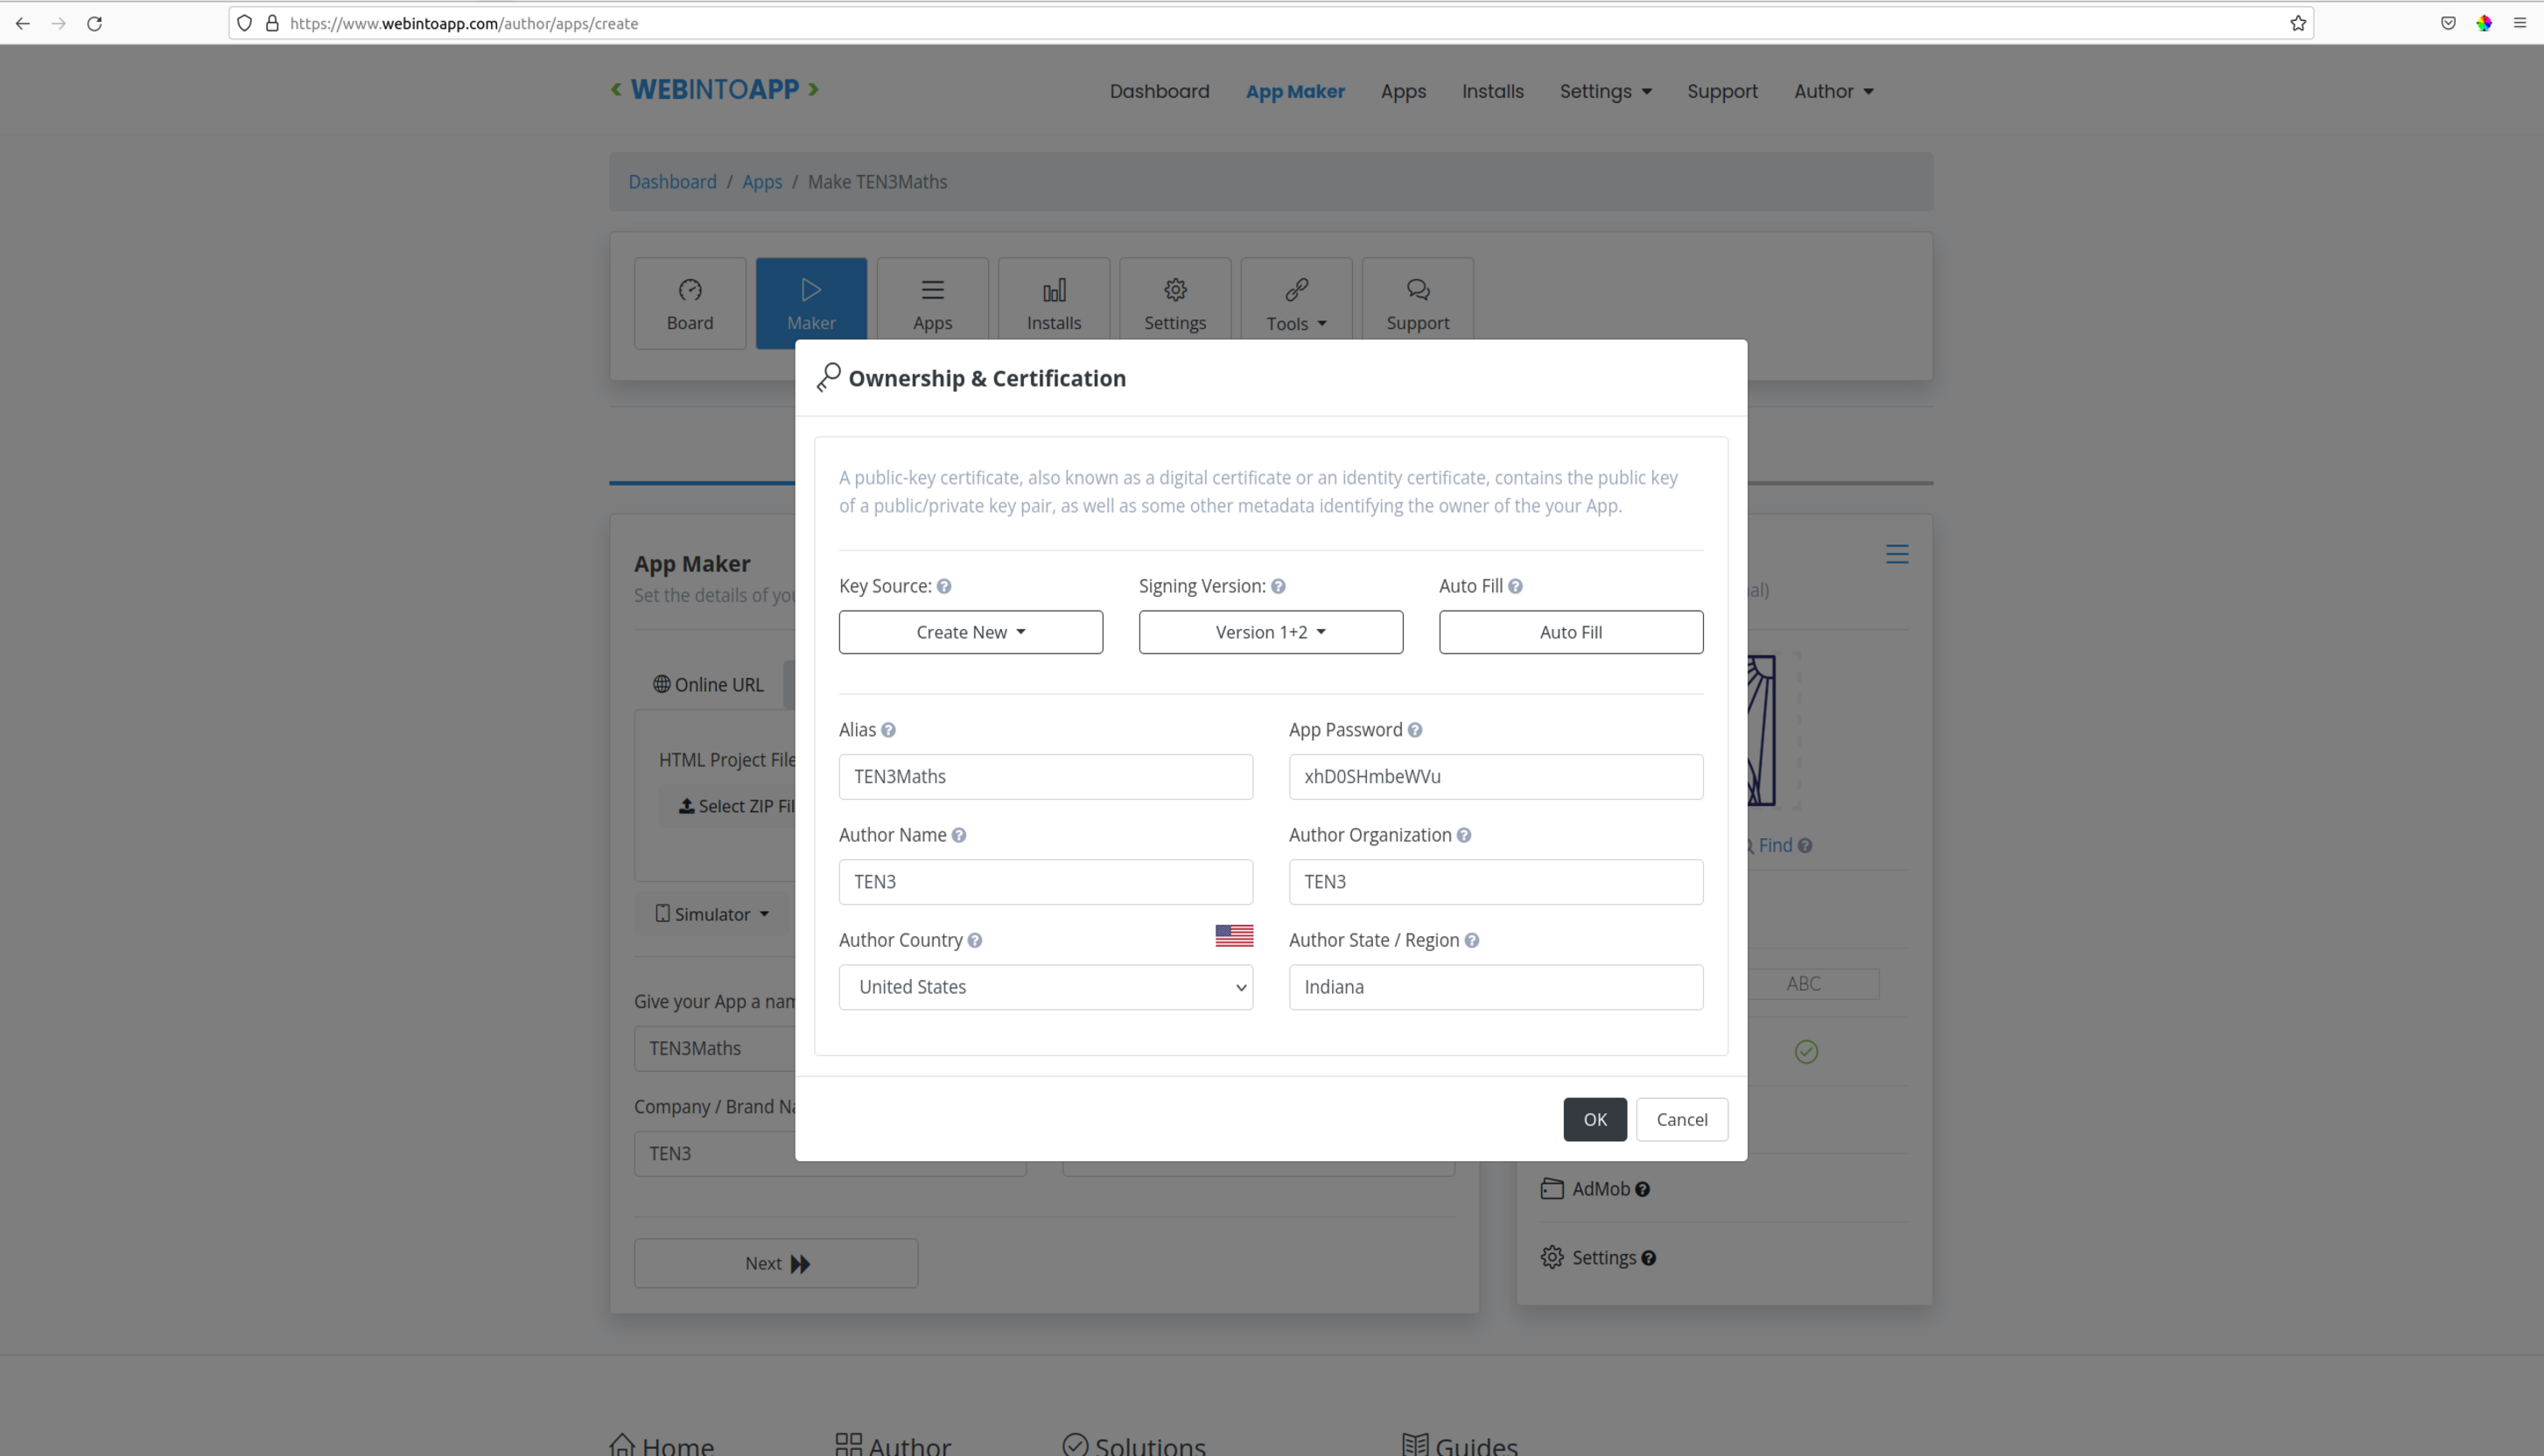 https://www.webintoapp.com/author/apps/create
< WEBINTOAPP >
Dashboard App Maker Apps Installs Settings Support Author
Dashboard / Apps / Make TEN3Maths
Board Maker Apps Installs Settings Tools Support
Ownership & Certification
A public-key certificate, also known as a digital certificate or an identity certificate, contains the public key
of a public/private key pair, as well as some other metadata identifying the owner of the your App.
Key Source: Signing Version: Auto Fill
Create New Version 1+2 Auto Fill
Alias App Password
TEN3Maths xhD0SHmbeWVu
Author Name Author Organization
TEN3 TEN3
Author Country Author State / Region
United States Indiana
OK Cancel
App Maker
Set the details of
Online URL
HTML Project
Select ZIP
Simulator
Give your App a
TEN3Maths
Company / Brand
TEN3
Next
Find
ABC
AdMob
Settings
Home Author Solutions Guides